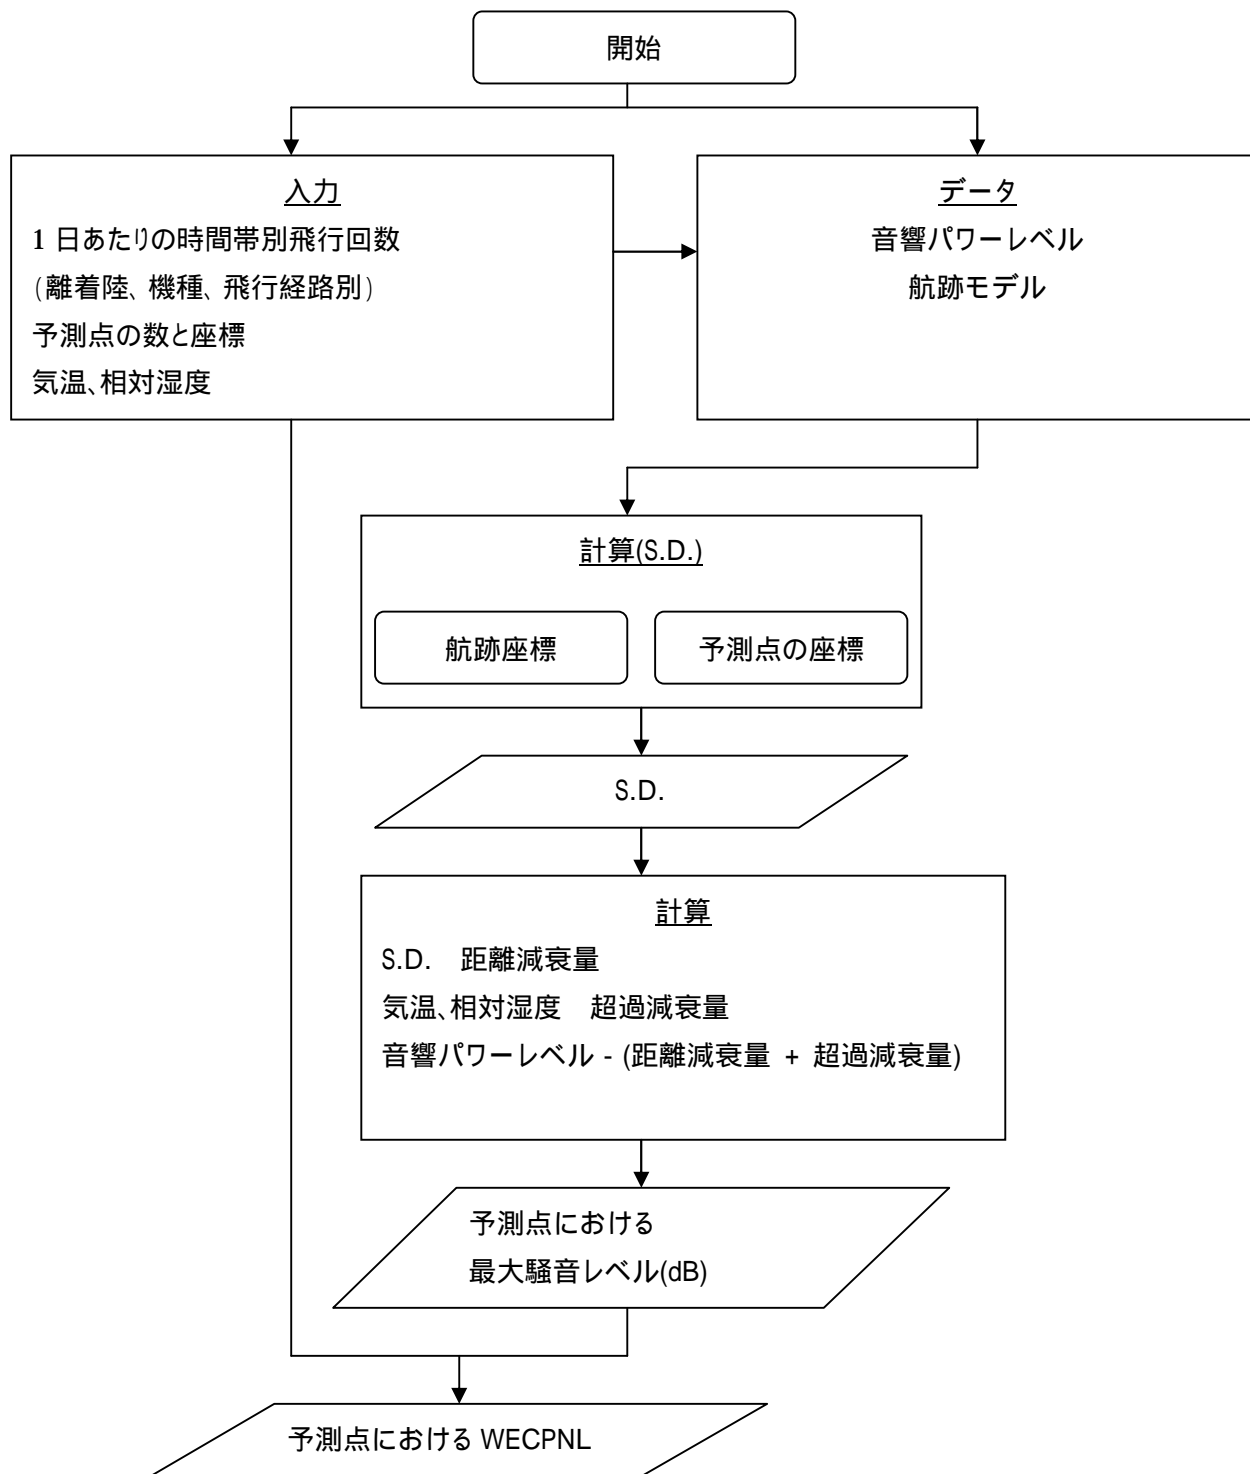 開始
入力
1 日あたりの時間帯別飛行回数
(離着陸、機種、飛行経路別)
予測点の数と座標
気温、相対湿度
データ
音響パワーレベル
航跡モデル
計算(S.D.)
航跡座標
予測点の座標
S.D.
計算
S.D.　距離減衰量
気温、相対湿度　超過減衰量
音響パワーレベル - (距離減衰量 + 超過減衰量)
予測点における
最大騒音レベル(dB)
予測点における WECPNL